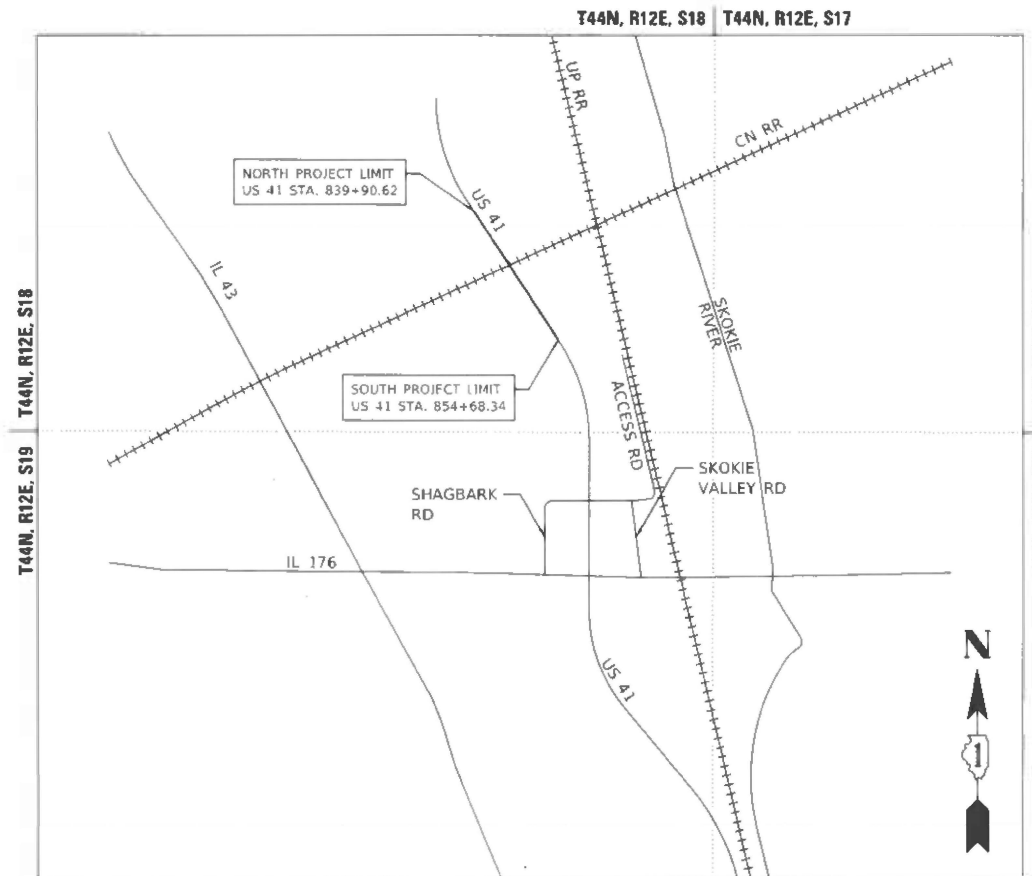 T44N, R12E, S18 T44N, R12E, S17
UP RR
CN RR
NORTH PROJECT LIMIT
US 41 STA. 839+90.62
US 41
IL 43
SKOKIE
RIVER
T44N, R12E, S18
SOUTH PROJECT LIMIT
US 41 STA. 854+68.34
ACCESS RD
T44N, R12E, S19
SHAGBARK
RD
SKOKIE
VALLEY RD
IL 176
US 41
N
1